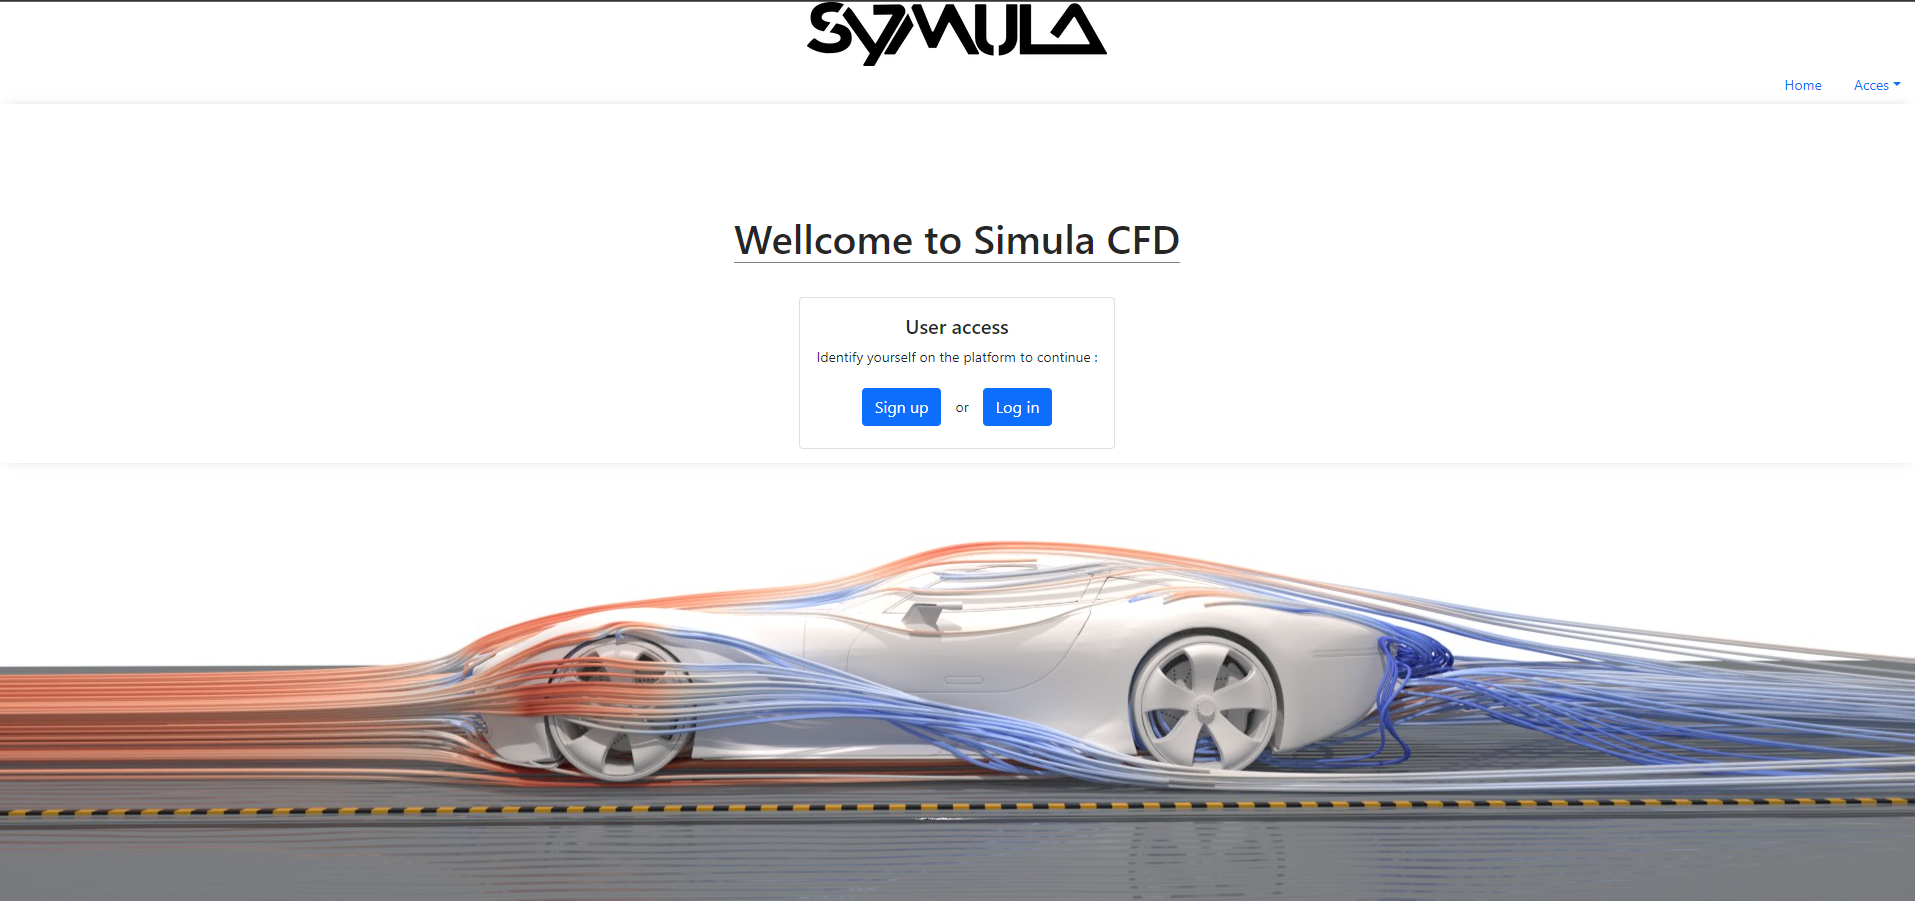 SYMULA
Home Acces
Wellcome to Simula CFD
User access
Identify yourself on the platform to continue :
Sign up or Log in